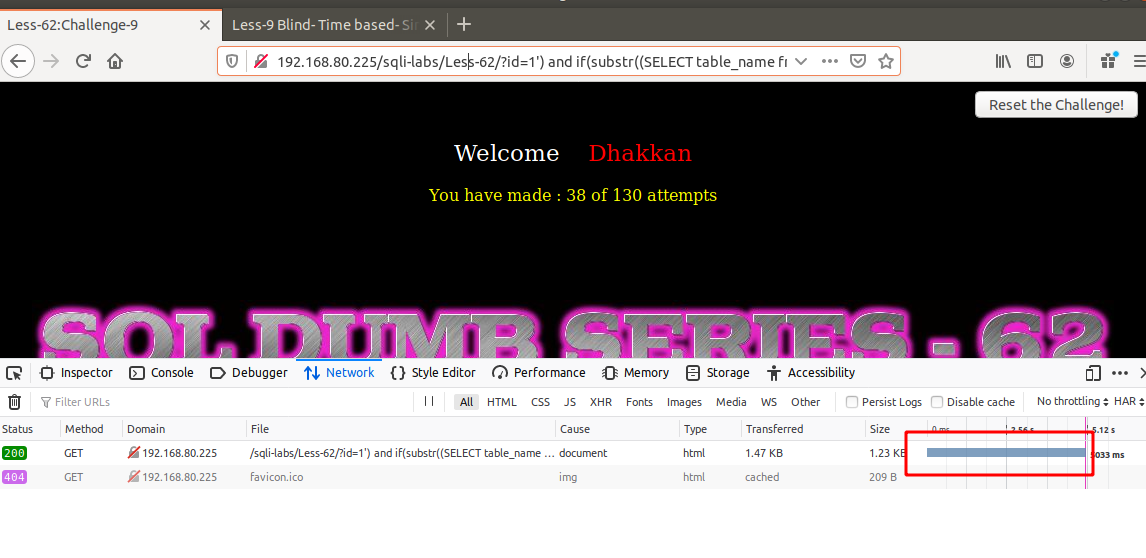 Less-62:Challenge-9 Less-9 Blind- Time based- Si
192.168.80.225/sqli-labs/Less-62/?id=1') and if(substr((SELECT table_name fr
Reset the Challenge!
Welcome Dhakkan
You have made : 38 of 130 attempts
SQL DUMB SERIES - 62
Inspector Console Debugger Network Style Editor Performance Memory Storage Accessibility
Filter URLs All HTML CSS JS XHR Fonts Images Media WS Other Persist Logs Disable cache No throttling HAR
Status Method Domain File Cause Type Transferred Size 0 ms 2.56 s 5.12 s
200 GET 192.168.80.225 /sqli-labs/Less-62/?id=1') and if(substr((SELECT table_name ... document html 1.47 KB 1.23 KB 5033 ms
404 GET 192.168.80.225 favicon.ico img html cached 209 B